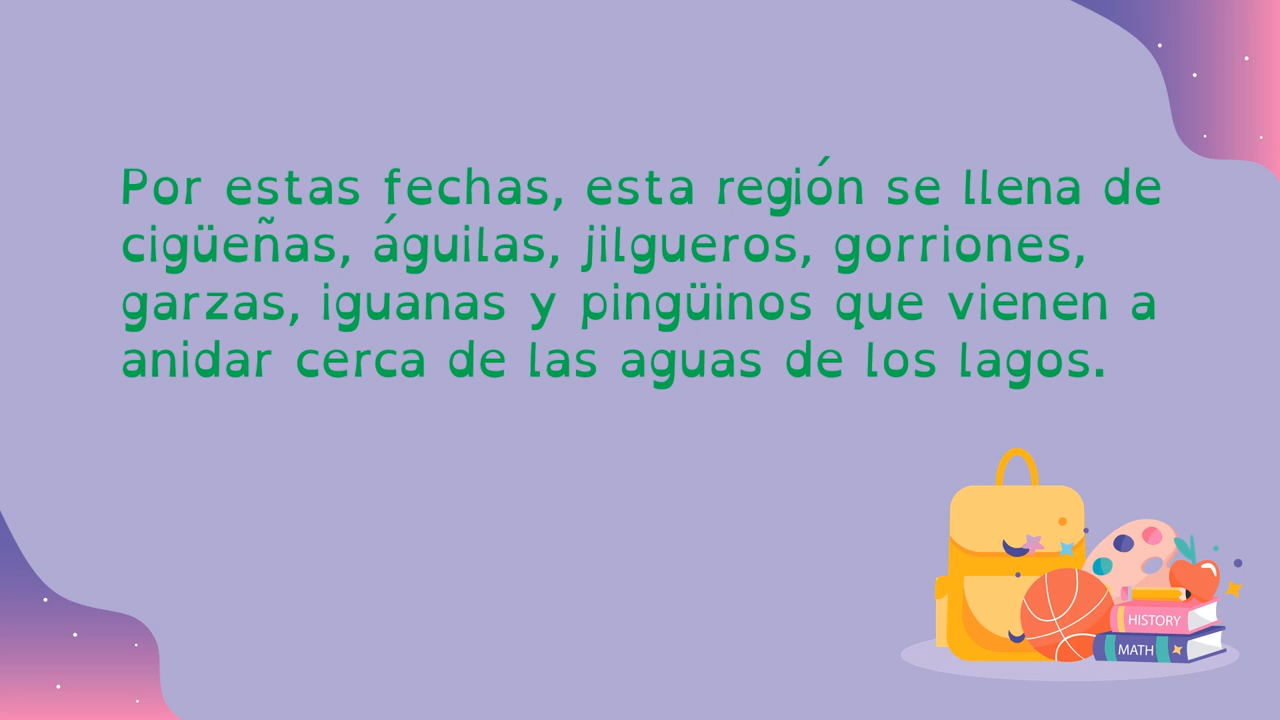 Por estas fechas, esta región se llena de
cigüeñas, águilas, jilgueros, gorriones,
garzas, iguanas y pingüinos que vienen a
anidar cerca de las aguas de los lagos.
HISTORY
MATH